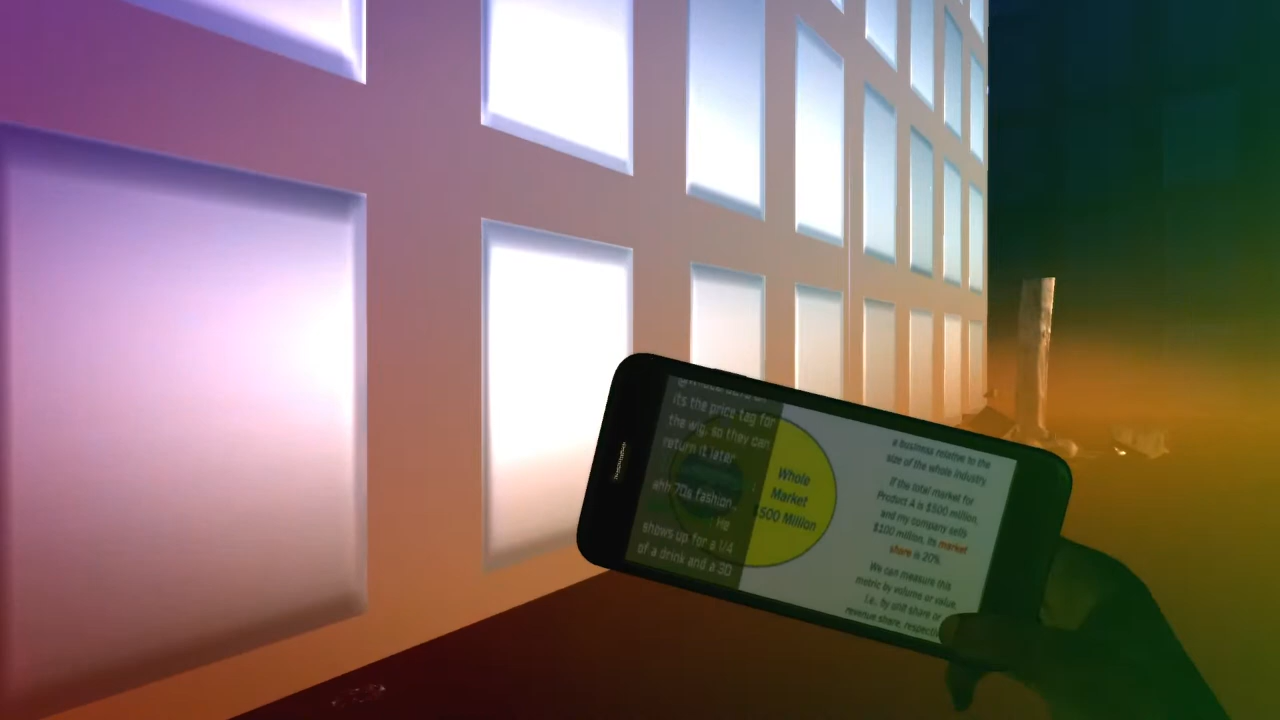 its the price tag for
the wig, so they can
return it later
ahh 70s fashion..
: He
shows up for a 1/4
of a drink and a 30
Whole
Market
$500 Million
a business relative to the
size of the whole industry.
If the total market for
Product A is $500 million,
and my company sells
$100 million, its market
share is 20%.
We can measure this
metric by volume or value,
i.e., by unit share or
revenue share,